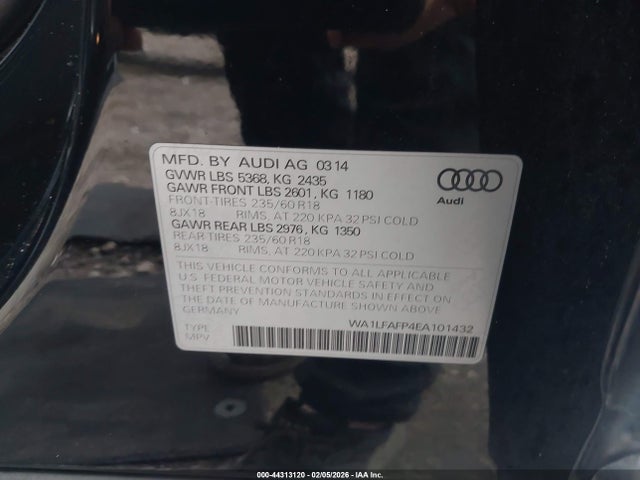 MFD. BY AUDI AG 03 14
GVWR LBS 5368, KG 2435
GAWR FRONT LBS 2601, KG 1180
FRONT-TIRES 235/60 R18
8JX18 RIMS, AT 220 KPA 32 PSI COLD
GAWR REAR LBS 2976, KG 1350
REAR-TIRES 235/60 R18
8JX18 RIMS, AT 220 KPA 32 PSI COLD
THIS VEHICLE CONFORMS TO ALL APPLICABLE
U.S. FEDERAL MOTOR VEHICLE SAFETY AND
THEFT PREVENTION STANDARDS IN EFFECT ON
THE DATE OF MANUFACTURE SHOWN ABOVE
GERMANY
Audi
WA1LFAFP4EA101432
TYPE
MPV
000-44313120 - 02/05/2026 - IAA Inc.